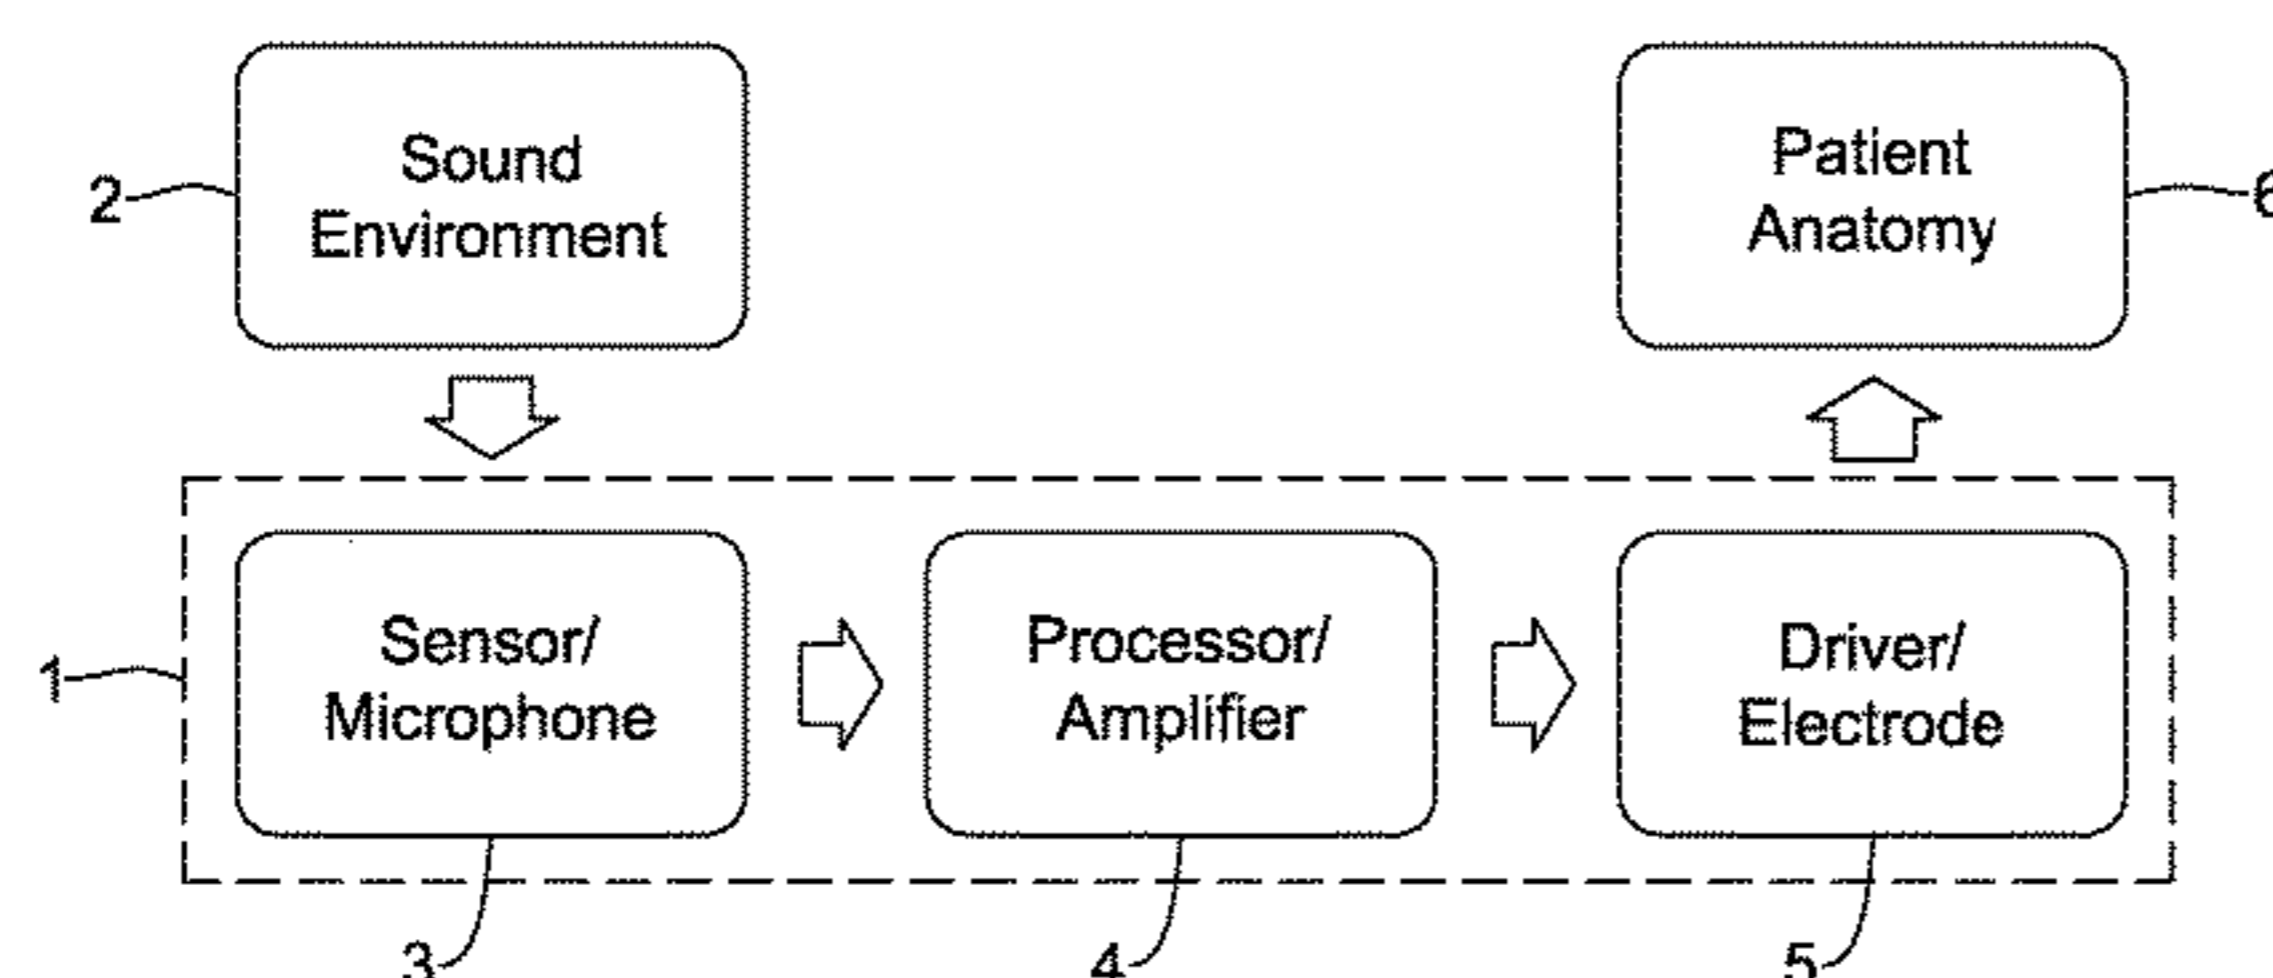 Sound
Environment
2
Patient
Anatomy
6
1
Sensor/
Microphone
Processor/
Amplifier
Driver/
Electrode
3
4
5